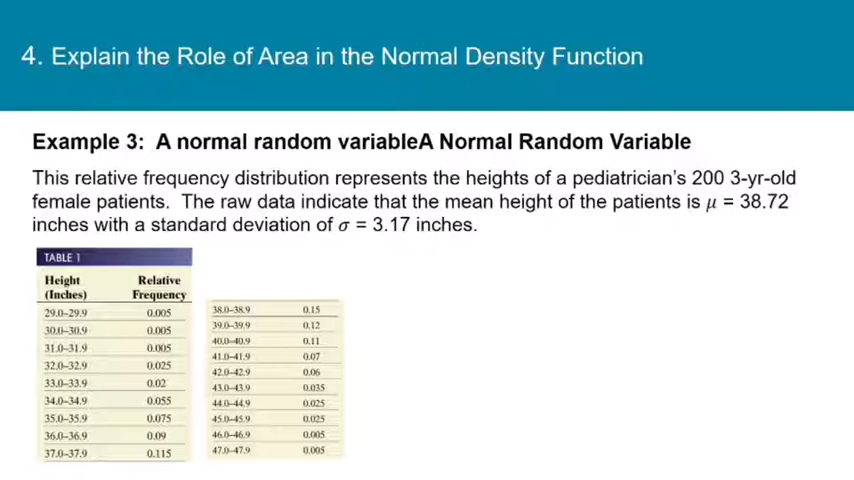 4. Explain the Role of Area in the Normal Density Function
Example 3: A normal random variableA Normal Random Variable
This relative frequency distribution represents the heights of a pediatrician's 200 3-yr-old
female patients. The raw data indicate that the mean height of the patients is μ = 38.72
inches with a standard deviation of σ = 3.17 inches.
TABLE 1
Height Relative
(Inches) Frequency
29.0–29.9 0.005
30.0–30.9 0.005
31.0–31.9 0.005
32.0–32.9 0.025
33.0–33.9 0.02
34.0–34.9 0.055
35.0–35.9 0.075
36.0–36.9 0.09
37.0–37.9 0.115
38.0–38.9 0.15
39.0–39.9 0.12
40.0–40.9 0.11
41.0–41.9 0.07
42.0–42.9 0.06
43.0–43.9 0.035
44.0–44.9 0.025
45.0–45.9 0.025
46.0–46.9 0.005
47.0–47.9 0.005